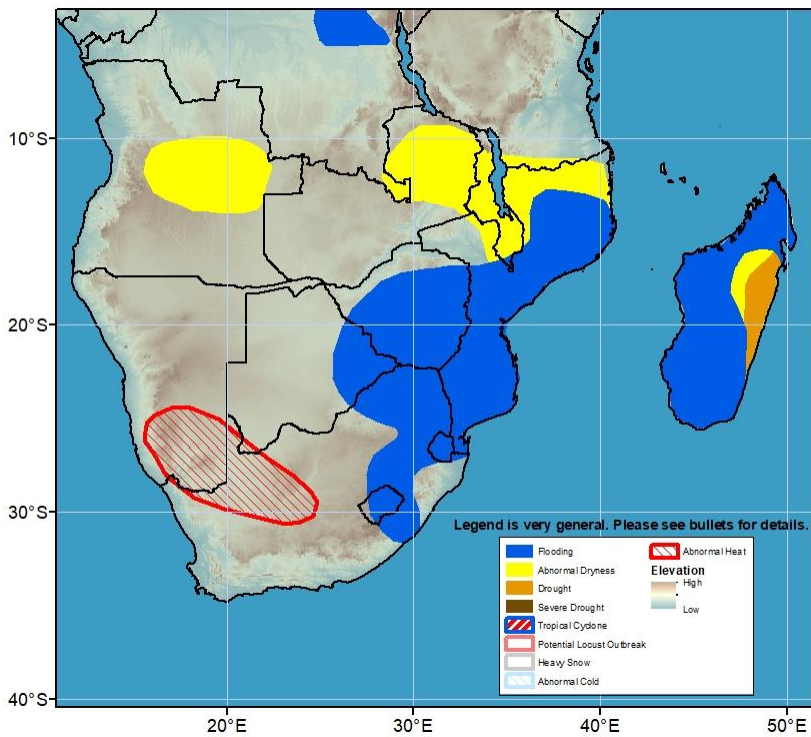 10°S
20°S
30°S
40°S
Legend is very general. Please see bullets for details.
Flooding
Abnormal Dryness
Drought
Severe Drought
Tropical Cyclone
Potential Locust Outbreak
Heavy Snow
Abnormal Cold
Abnormal Heat
Elevation
High
Low
20°E
30°E
40°E
50°E